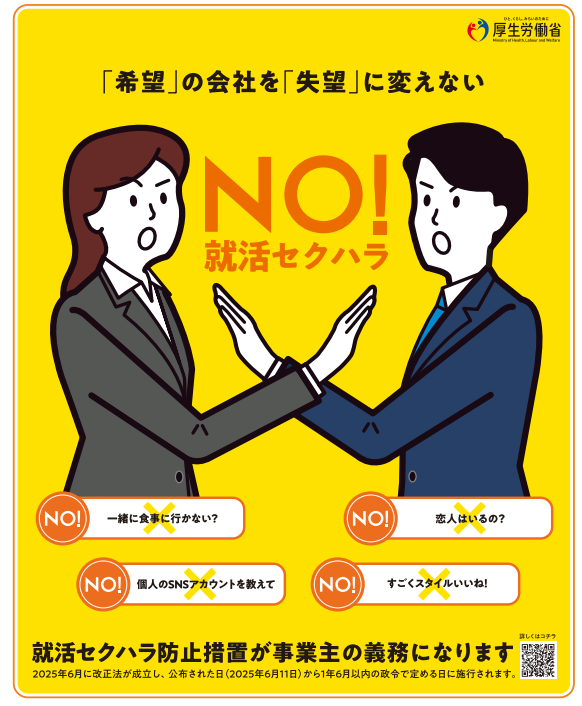 ひと、くらし、みらいのために
厚生労働省
Ministry of Health, Labour and Welfare
「希望」の会社を「失望」に変えない
NO!
就活セクハラ
NO! 一緒に食事に行かない?
NO! 恋人はいるの?
NO! 個人のSNSアカウントを教えて
NO! すごくスタイルいいね!
詳しくはコチラ
就活セクハラ防止措置が事業主の義務になります
2025年6月に改正法が成立し、公布された日(2025年6月11日)から1年6月以内の政令で定める日に施行されます。